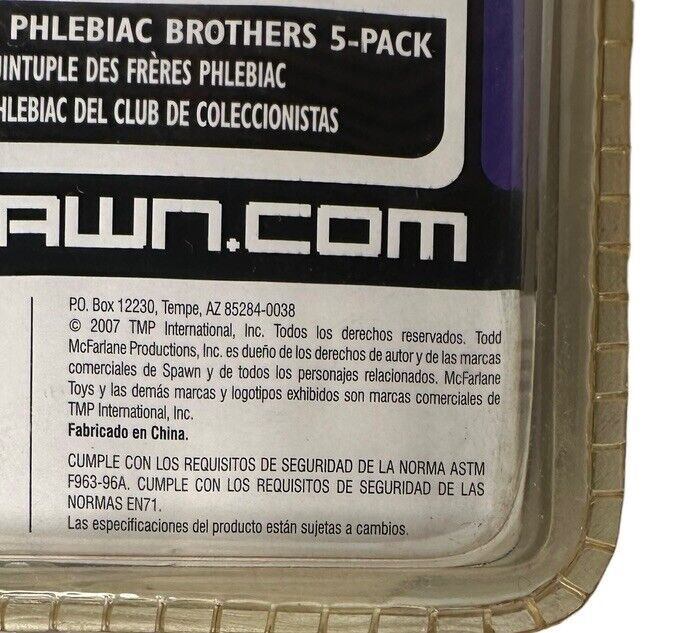 PHLEBIAC BROTHERS 5-PACK
DES FRÈRES PHLEBIAC
DEL CLUB DE COLECCIONISTAS
P.O. Box 12230, Tempe, AZ 85284-0038
© 2007 TMP International, Inc. Todos los derechos reservados. Todd
McFarlane Productions, Inc. es dueño de los derechos de autor y de las marcas
comerciales de Spawn y de todos los personajes relacionados. McFarlane
Toys y las demás marcas y logotipos exhibidos son marcas comerciales de
TMP International, Inc.
Fabricado en China.
CUMPLE CON LOS REQUISITOS DE SEGURIDAD DE LA NORMA ASTM
F963-96A. CUMPLE CON LOS REQUISITOS DE SEGURIDAD DE LAS
NORMAS EN71.
Las especificaciones del producto están sujetas a cambios.